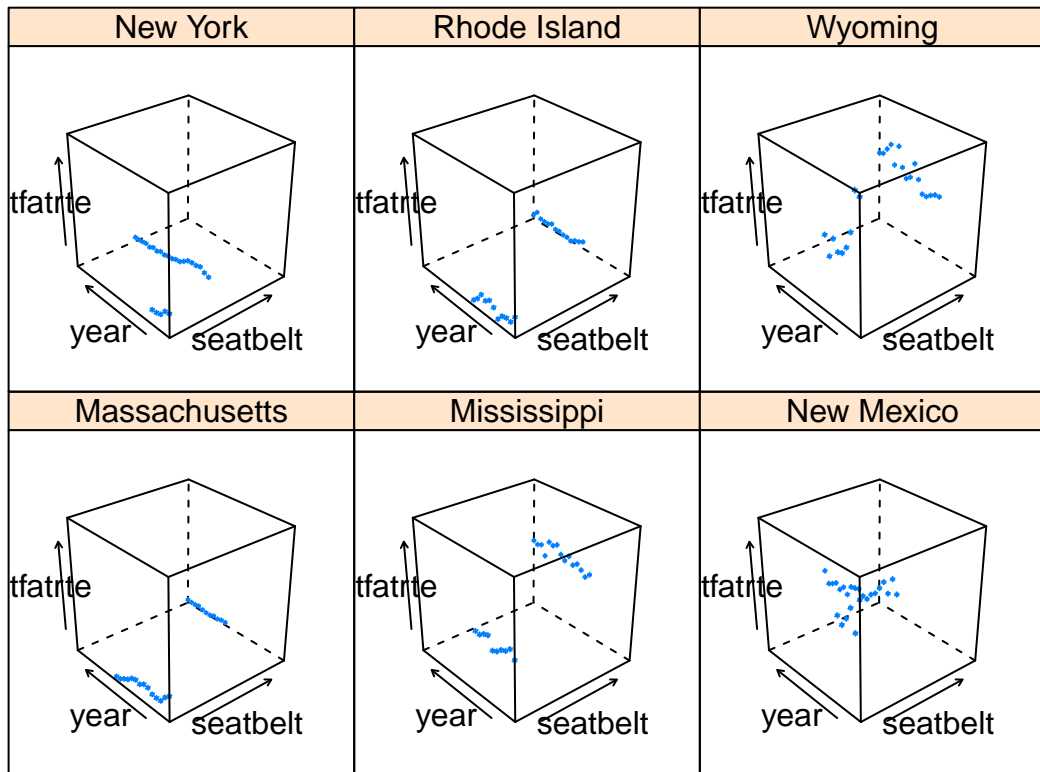 New York
Rhode Island
Wyoming
tfatrte
year
seatbelt
tfatrte
year
seatbelt
tfatrte
year
seatbelt
Massachusetts
Mississippi
New Mexico
tfatrte
year
seatbelt
tfatrte
year
seatbelt
tfatrte
year
seatbelt